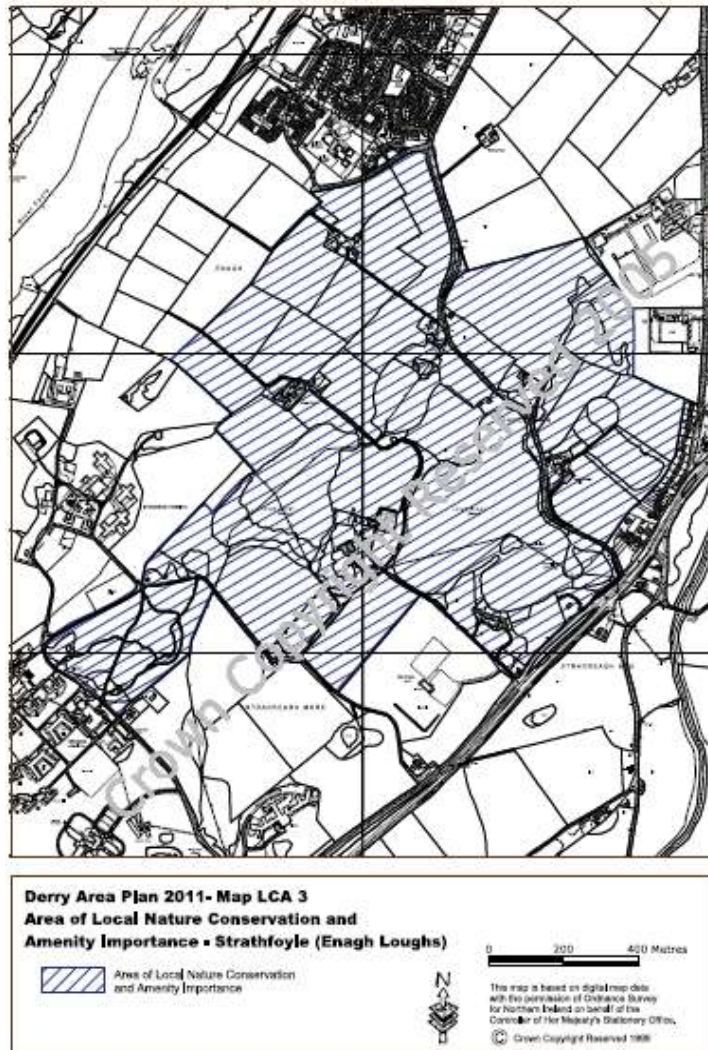 ENAGH
STRAHREAGH MORE
Crown Copyright Reserved 2005
Derry Area Plan 2011- Map LCA 3
Area of Local Nature Conservation and
Amenity Importance - Strathfoyle (Enagh Loughs)
Area of Local Nature Conservation
and Amenity Importance
N
0 200 400 Metres
This map is based on digital map data
with the permission of Ordnance Survey
for Northern Ireland on behalf of the
Controller of Her Majesty's Stationery Office,
© Crown Copyright Reserved 1999